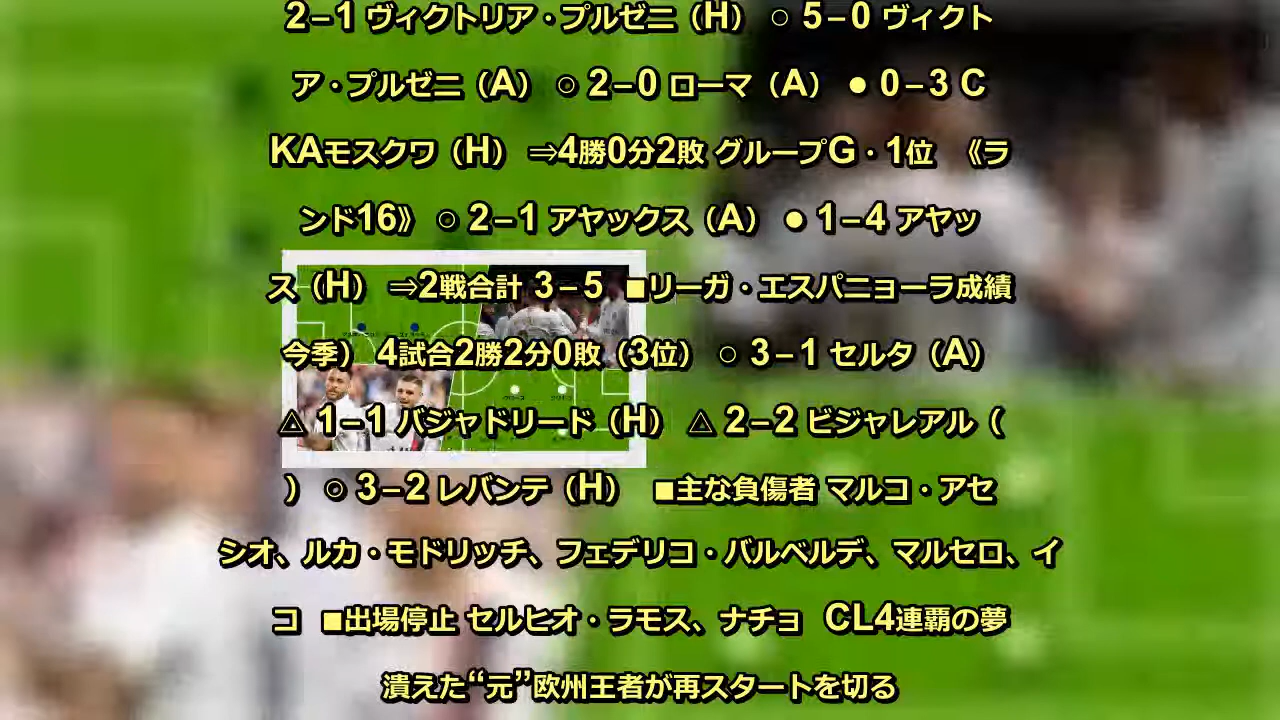 2−1 ヴィクトリア・プルゼニ（H） ○ 5−0 ヴィクト
ア・プルゼニ（A） ○ 2−0 ローマ（A） ● 0−3 C
KAモスクワ（H） ⇒4勝0分2敗 グループG・1位 《ラ
ンド16》 ○ 2−1 アヤックス（A） ● 1−4 アヤッ
ス（H） ⇒2戦合計 3−5 ■リーガ・エスパニョーラ成績
今季） 4試合2勝2分0敗（3位） ○ 3−1 セルタ（A）
△ 1−1 バジャドリード（H） △ 2−2 ビジャレアル（
） ○ 3−2 レバンテ（H） ■主な負傷者 マルコ・アセ
シオ、ルカ・モドリッチ、フェデリコ・バルベルデ、マルセロ、イ
コ ■出場停止 セルヒオ・ラモス、ナチョ CL4連覇の夢
潰えた“元”欧州王者が再スタートを切る